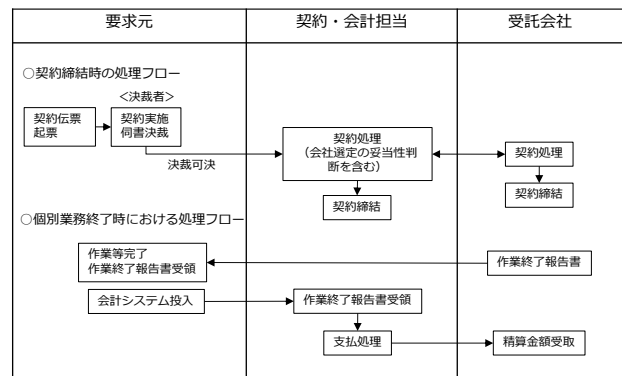 要求元
契約・会計担当
受託会社
○契約締結時の処理フロー
<決裁者>
契約伝票
起票
契約実施
伺書決裁
決裁可決
契約処理
(会社選定の妥当性判
断を含む)
契約処理
契約締結
契約締結
○個別業務終了時における処理フロー
作業等完了
作業終了報告書受領
作業終了報告書
会計システム投入
作業終了報告書受領
支払処理
精算金額受取